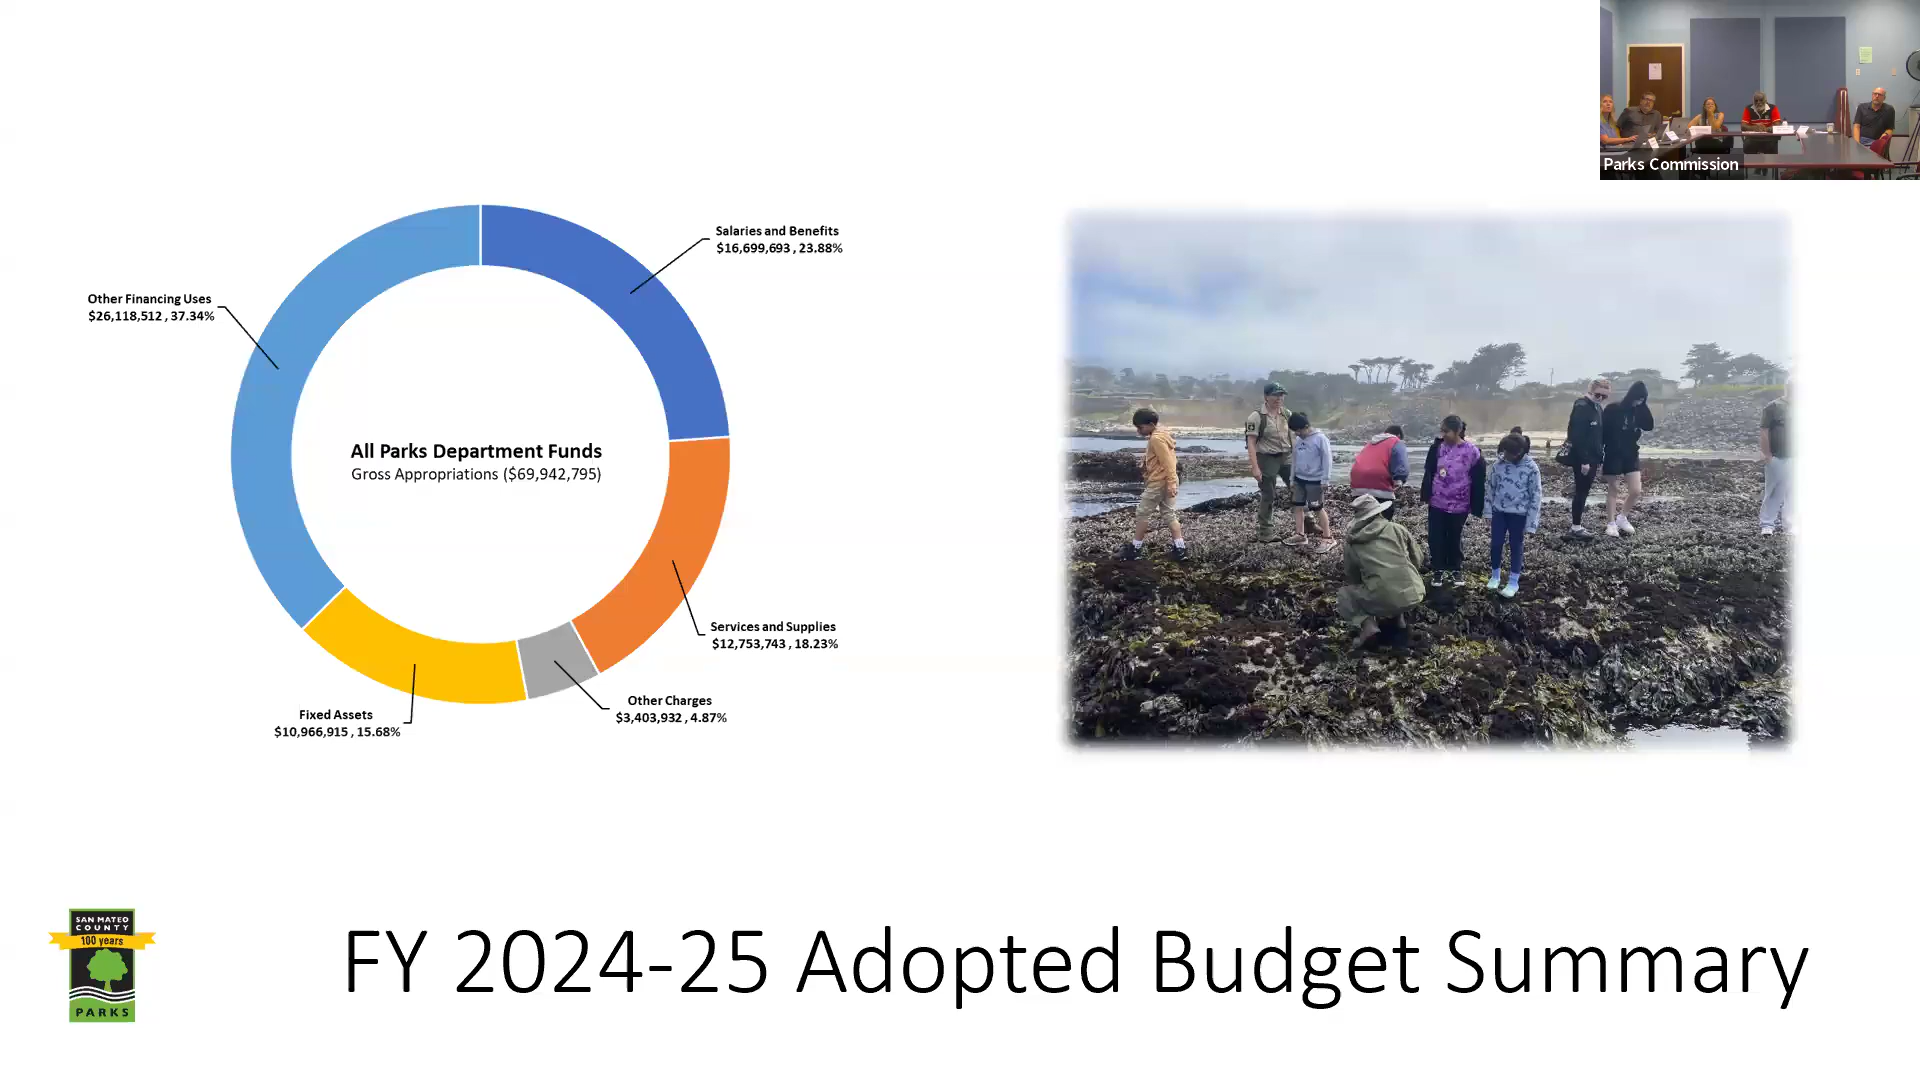 Parks Commission
Salaries and Benefits
$16,699,693 , 23.88%
Other Financing Uses
$26,118,512 , 37.34%
All Parks Department Funds
Gross Appropriations ($69,942,795)
Services and Supplies
$12,753,743 , 18.23%
Other Charges
$3,403,932 , 4.87%
Fixed Assets
$10,966,915 , 15.68%
SAN MATEO
COUNTY
100 years
PARKS
FY 2024-25 Adopted Budget Summary